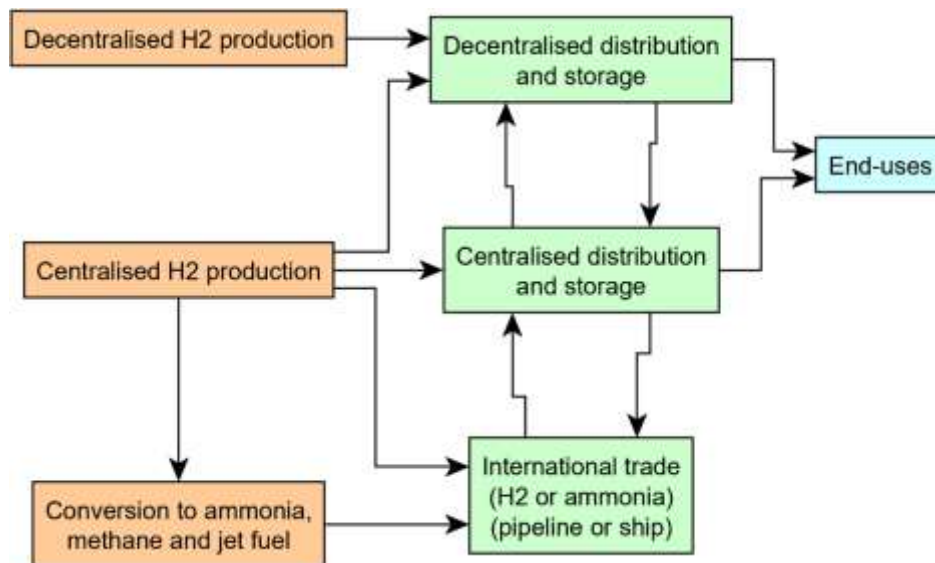 Decentralised H2 production
Decentralised distribution
and storage
End-uses
Centralised H2 production
Centralised distribution
and storage
Conversion to ammonia,
methane and jet fuel
International trade
(H2 or ammonia)
(pipeline or ship)